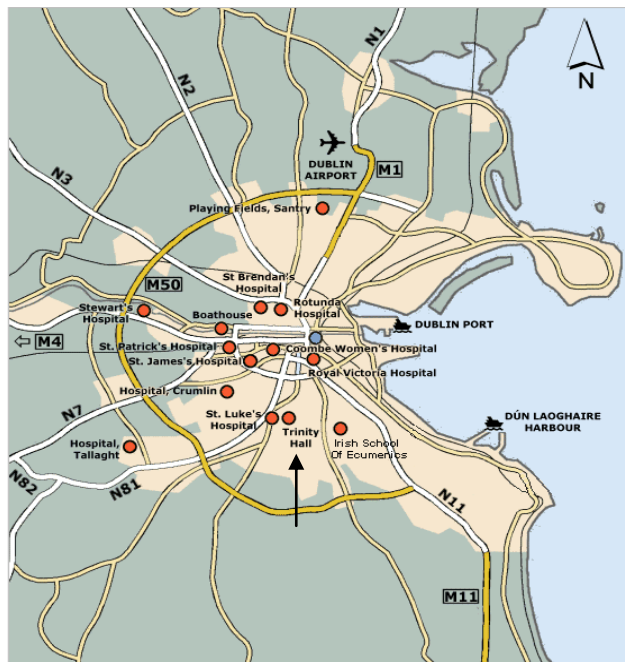 N1
N2
N
DUBLIN
AIRPORT
M1
N3
Playing Fields, Santry
St Brendan's
Hospital
M50
Rotunda
Hospital
Stewart's
Hospital
Boathouse
DUBLIN PORT
M4
St. Patrick's Hospital
Coombe Women's Hospital
St. James's Hospital
Royal Victoria Hospital
Hospital, Crumlin
N7
St. Luke's
Hospital
Trinity
Hall
Irish School
Of Ecumenics
DÚN LAOGHAIRE
HARBOUR
Hospital,
Tallaght
N82
N81
N11
M11